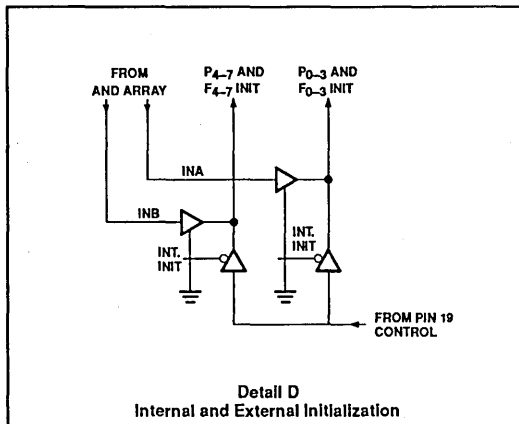 FROM
AND ARRAY
P4–7 AND
F4–7 INIT
P0–3 AND
F0–3 INIT
INA
INB
INT.
INIT
INT.
INIT
FROM PIN 19
CONTROL
Detail D
Internal and External Initialization